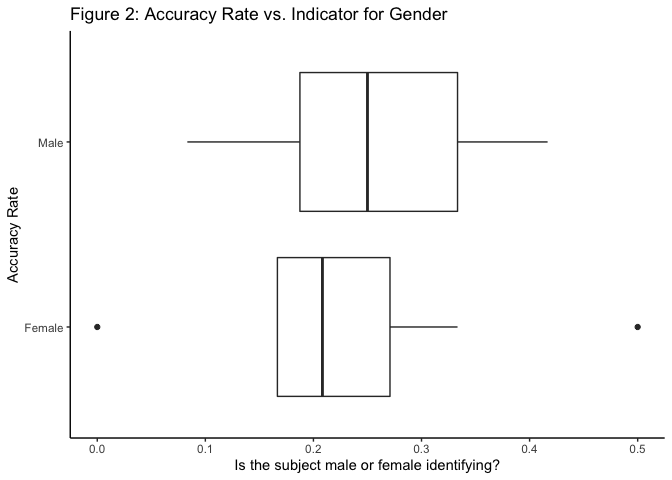 Figure 2: Accuracy Rate vs. Indicator for Gender
Accuracy Rate
Male
Female
0.0 0.1 0.2 0.3 0.4 0.5
Is the subject male or female identifying?